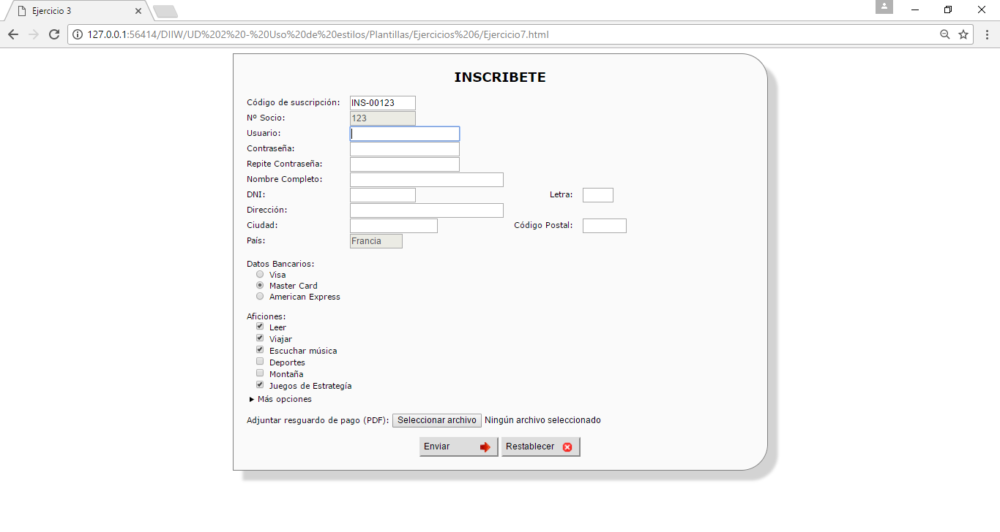 Ejercicio 3
127.0.0.1:56414/DIIW/UD%202%20-%20Uso%20de%20estilos/Plantillas/Ejercicios%206/Ejercicio7.html
INSCRIBETE
Código de suscripción: INS-00123
Nº Socio: 123
Usuario:
Contraseña:
Repite Contraseña:
Nombre Completo:
DNI: Letra:
Dirección:
Ciudad: Código Postal:
País: Francia
Datos Bancarios:
Visa
Master Card
American Express
Aficiones:
Leer
Viajar
Escuchar música
Deportes
Montaña
Juegos de Estrategía
Más opciones
Adjuntar resguardo de pago (PDF): Seleccionar archivo Ningún archivo seleccionado
Enviar Restablecer